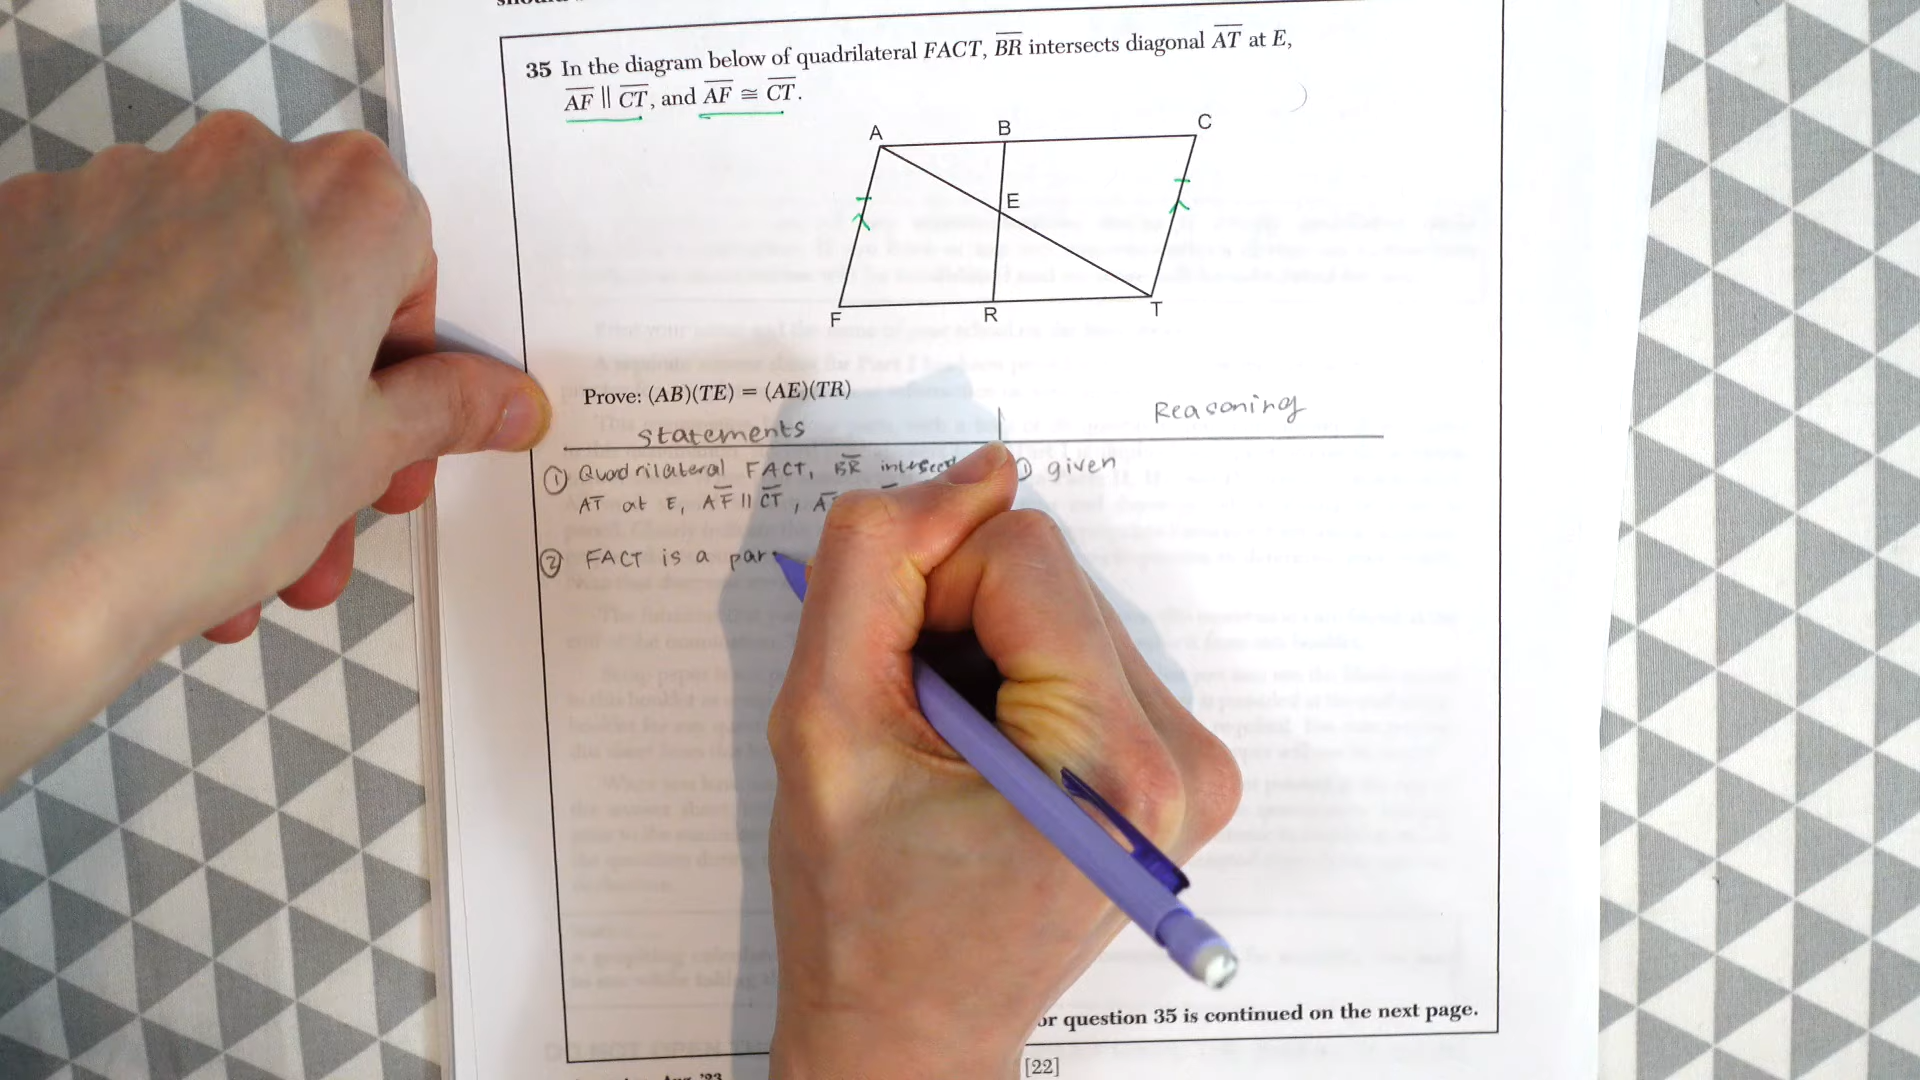 35 In the diagram below of quadrilateral FACT, BR intersects diagonal AT at E,
AF || CT, and AF ≅ CT.
A
B
C
E
F
R
T
Prove: (AB)(TE) = (AE)(TR)
statements
Reasoning
① Quadrilateral FACT, BR intersect
① given
AT at E, AF || CT,
② FACT is a par
or question 35 is continued on the next page.
[22]
Aug. '23